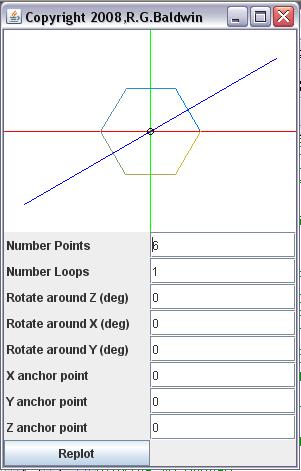 Copyright 2008,R.G.Baldwin
Number Points 6
Number Loops 1
Rotate around Z (deg) 0
Rotate around X (deg) 0
Rotate around Y (deg) 0
X anchor point 0
Y anchor point 0
Z anchor point 0
Replot